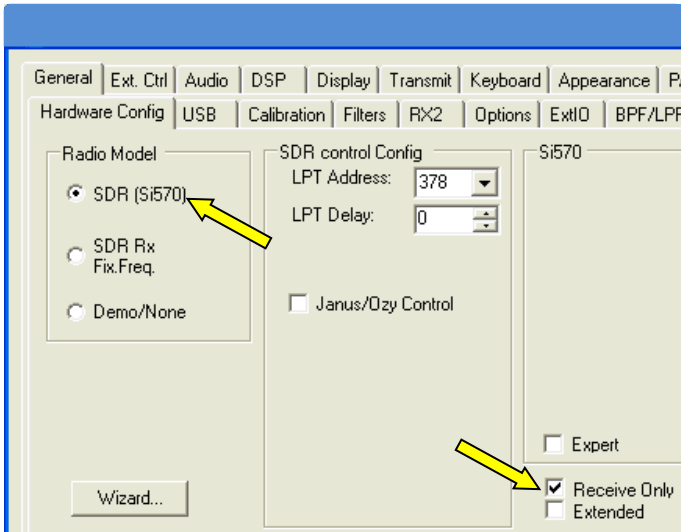 General Ext. Ctrl Audio DSP Display Transmit Keyboard Appearance
Hardware Config USB Calibration Filters RX2 Options ExtIO BPF/LPF
Radio Model
SDR (Si570)
SDR Rx
Fix.Freq.
Demo/None
Wizard...
SDR control Config
LPT Address: 378
LPT Delay: 0
Janus/Ozy Control
Si570
Expert
Receive Only
Extended